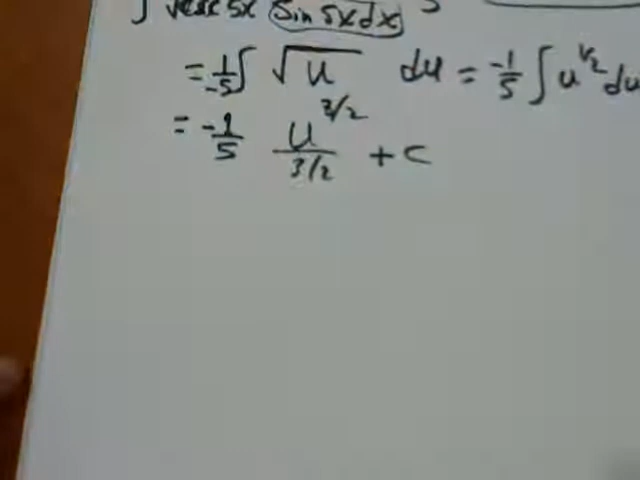 ∫ √cos 5x sin 5x dx
= 1/-5 ∫ √u du = -1/5 ∫ u^1/2 du
= -1/5 u^3/2 / 3/2 + c